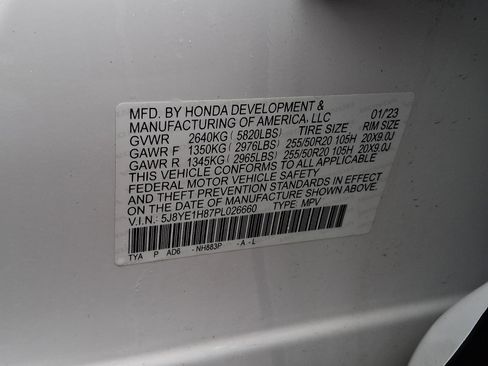 MFD. BY HONDA DEVELOPMENT &
MANUFACTURING OF AMERICA, LLC 01/'23
GVWR 2640KG ( 5820LBS) TIRE SIZE RIM SIZE
GAWR F 1350KG ( 2976LBS) 255/50R20 105H 20X9.0J
GAWR R 1345KG ( 2965LBS) 255/50R20 105H 20X9.0J
THIS VEHICLE CONFORMS TO ALL APPLICABLE
FEDERAL MOTOR VEHICLE SAFETY
AND THEFT PREVENTION STANDARDS IN EFFECT
ON THE DATE OF MANUFACTURE SHOWN ABOVE.
V.I.N.: 5J8YE1H87PL026660 TYPE: MPV
TYA P AD6 - NH883P - A - L